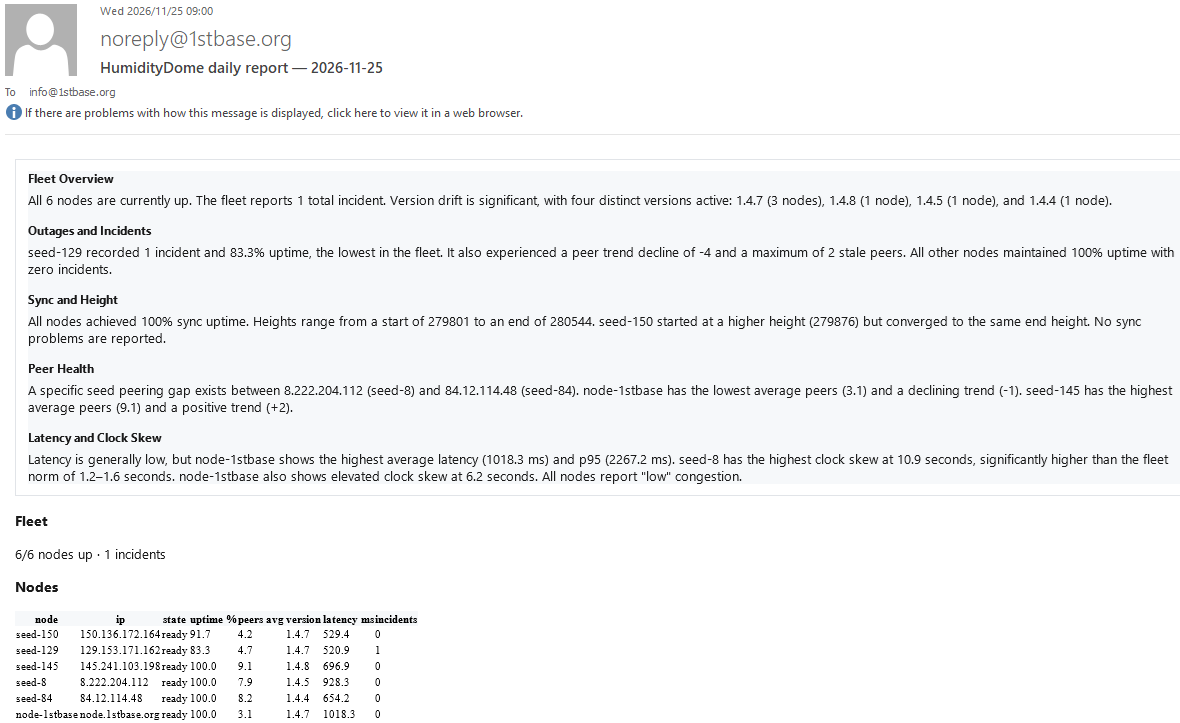 Wed 2026/11/25 09:00
noreply@1stbase.org
HumidityDome daily report — 2026-11-25
To info@1stbase.org
If there are problems with how this message is displayed, click here to view it in a web browser.
Fleet Overview
All 6 nodes are currently up. The fleet reports 1 total incident. Version drift is significant, with four distinct versions active: 1.4.7 (3 nodes), 1.4.8 (1 node), 1.4.5 (1 node), and 1.4.4 (1 node).
Outages and Incidents
seed-129 recorded 1 incident and 83.3% uptime, the lowest in the fleet. It also experienced a peer trend decline of -4 and a maximum of 2 stale peers. All other nodes maintained 100% uptime with
zero incidents.
Sync and Height
All nodes achieved 100% sync uptime. Heights range from a start of 279801 to an end of 280544. seed-150 started at a higher height (279876) but converged to the same end height. No sync
problems are reported.
Peer Health
A specific seed peering gap exists between 8.222.204.112 (seed-8) and 84.12.114.48 (seed-84). node-1stbase has the lowest average peers (3.1) and a declining trend (-1). seed-145 has the highest
average peers (9.1) and a positive trend (+2).
Latency and Clock Skew
Latency is generally low, but node-1stbase shows the highest average latency (1018.3 ms) and p95 (2267.2 ms). seed-8 has the highest clock skew at 10.9 seconds, significantly higher than the fleet
norm of 1.2–1.6 seconds. node-1stbase also shows elevated clock skew at 6.2 seconds. All nodes report "low" congestion.
Fleet
6/6 nodes up · 1 incidents
Nodes
node ip state uptime % peers avg version latency ms incidents
seed-150 150.136.172.164 ready 91.7 4.2 1.4.7 529.4 0
seed-129 129.153.171.162 ready 83.3 4.7 1.4.7 520.9 1
seed-145 145.241.103.198 ready 100.0 9.1 1.4.8 696.9 0
seed-8 8.222.204.112 ready 100.0 7.9 1.4.5 928.3 0
seed-84 84.12.114.48 ready 100.0 8.2 1.4.4 654.2 0
node-1stbase node.1stbase.org ready 100.0 3.1 1.4.7 1018.3 0